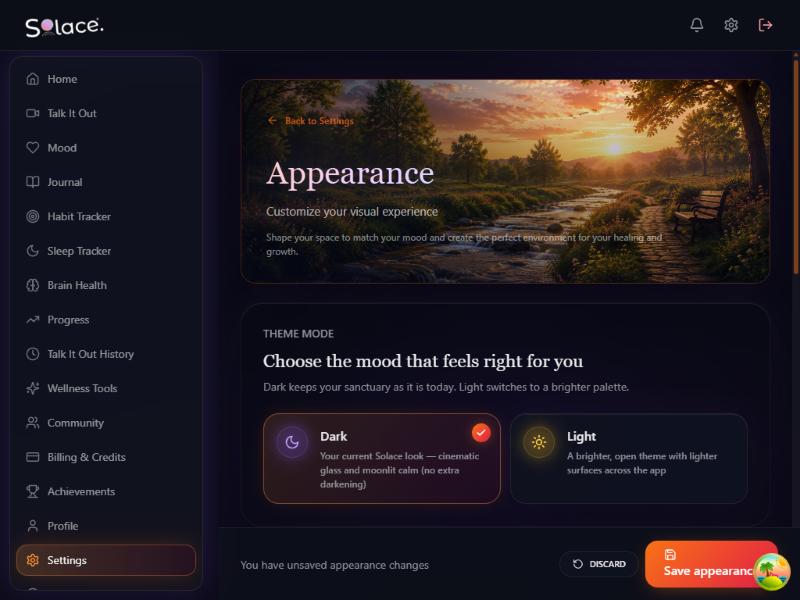 Solace.
Home
Talk It Out
Mood
Journal
Habit Tracker
Sleep Tracker
Brain Health
Progress
Talk It Out History
Wellness Tools
Community
Billing & Credits
Achievements
Profile
Settings
Back to Settings
Appearance
Customize your visual experience
Shape your space to match your mood and create the perfect environment for your healing and
growth.
THEME MODE
Choose the mood that feels right for you
Dark keeps your sanctuary as it is today. Light switches to a brighter palette.
Dark
Your current Solace look — cinematic
glass and moonlit calm (no extra
darkening)
Light
A brighter, open theme with lighter
surfaces across the app
You have unsaved appearance changes
DISCARD
Save appearanc